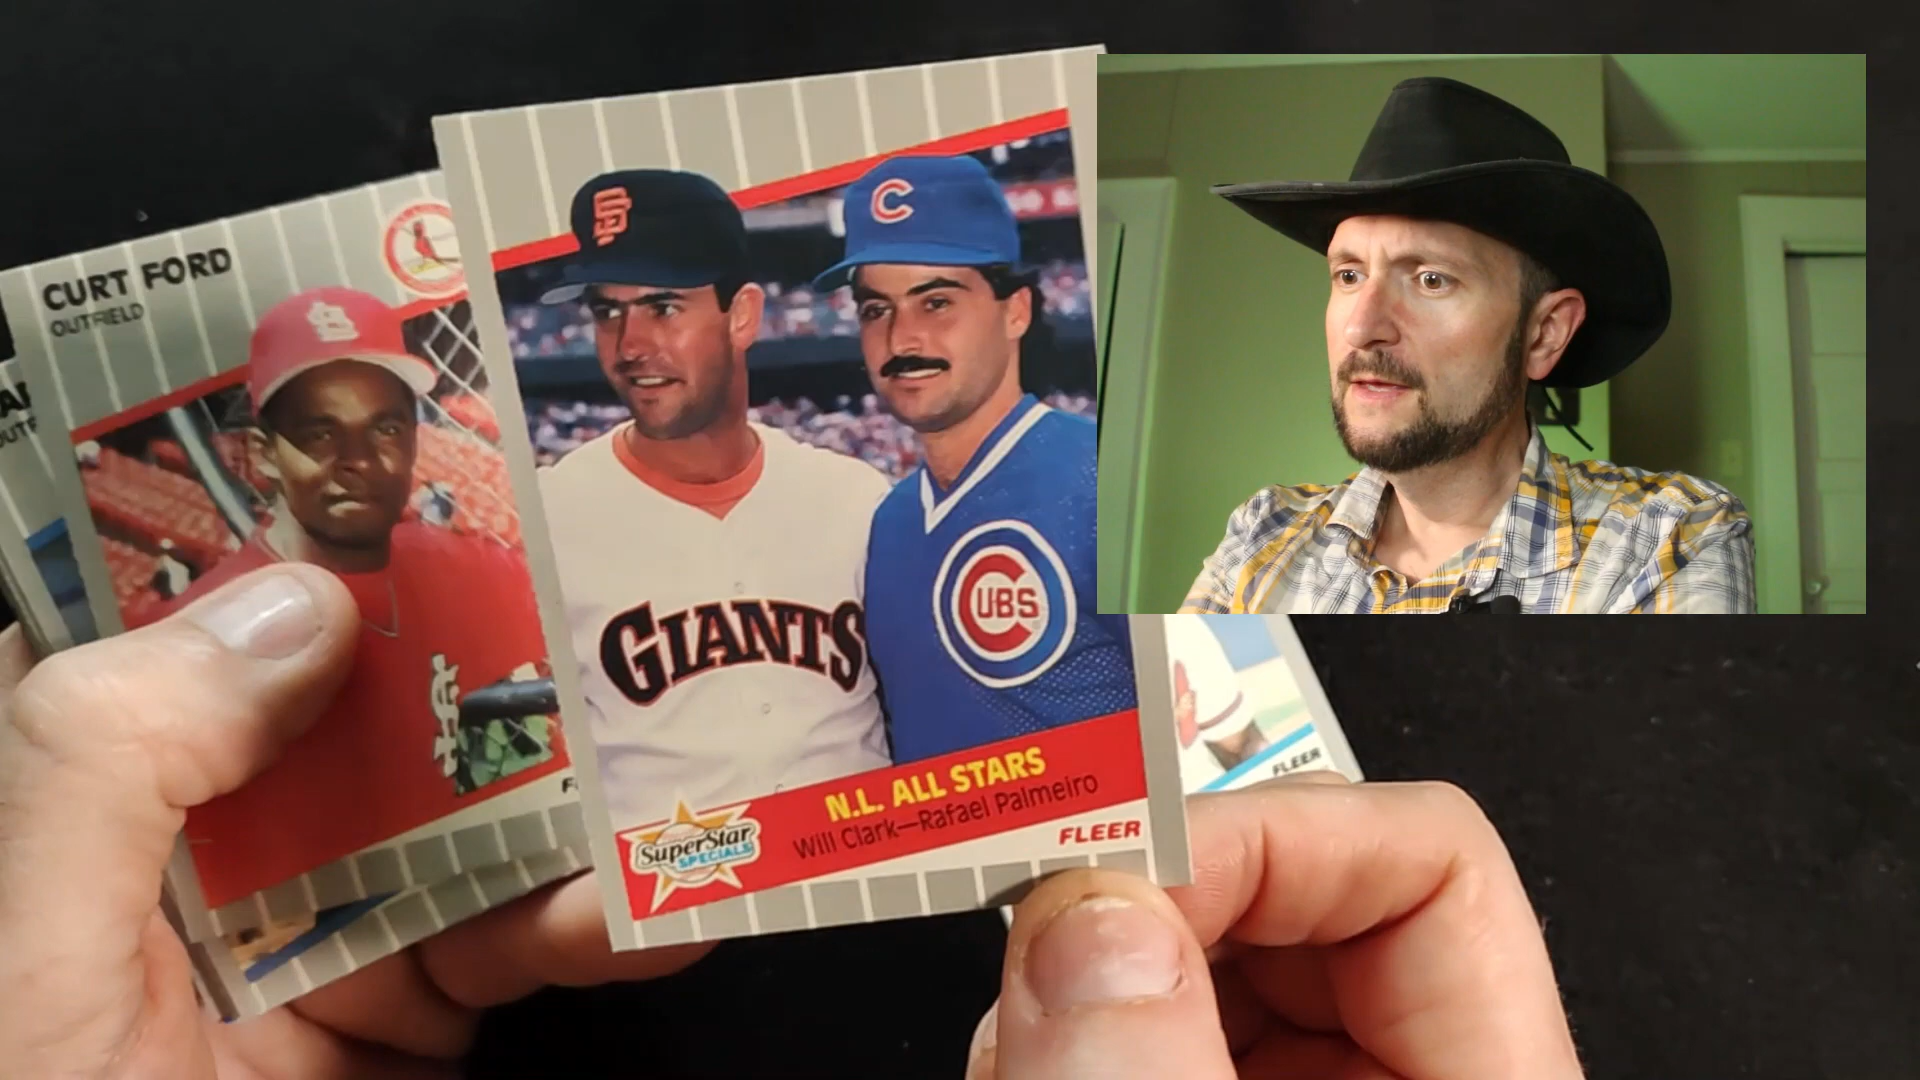 CURT FORD
OUTFIELD
SF
C
GIANTS
CUBS
N.L. ALL STARS
Will Clark—Rafael Palmeiro
SuperStar
SPECIALS
FLEER
FLEER